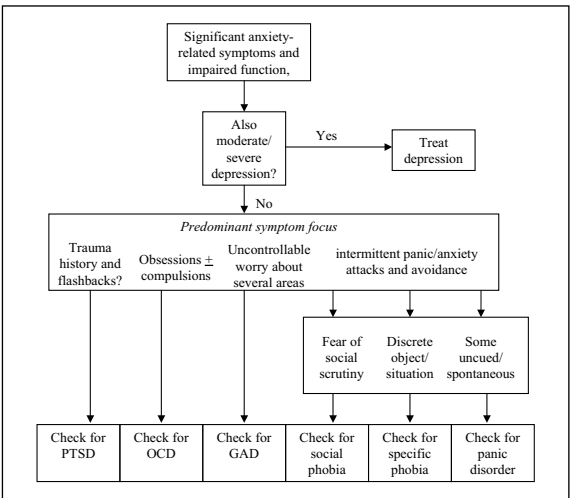 Significant anxiety-
related symptoms and
impaired function,
Also
moderate/
severe
depression?
Yes
Treat
depression
No
Predominant symptom focus
Trauma
history and
flashbacks?
Obsessions ±
compulsions
Uncontrollable
worry about
several areas
intermittent panic/anxiety
attacks and avoidance
Fear of
social
scrutiny
Discrete
object/
situation
Some
uncued/
spontaneous
Check for
PTSD
Check for
OCD
Check for
GAD
Check for
social
phobia
Check for
specific
phobia
Check for
panic
disorder